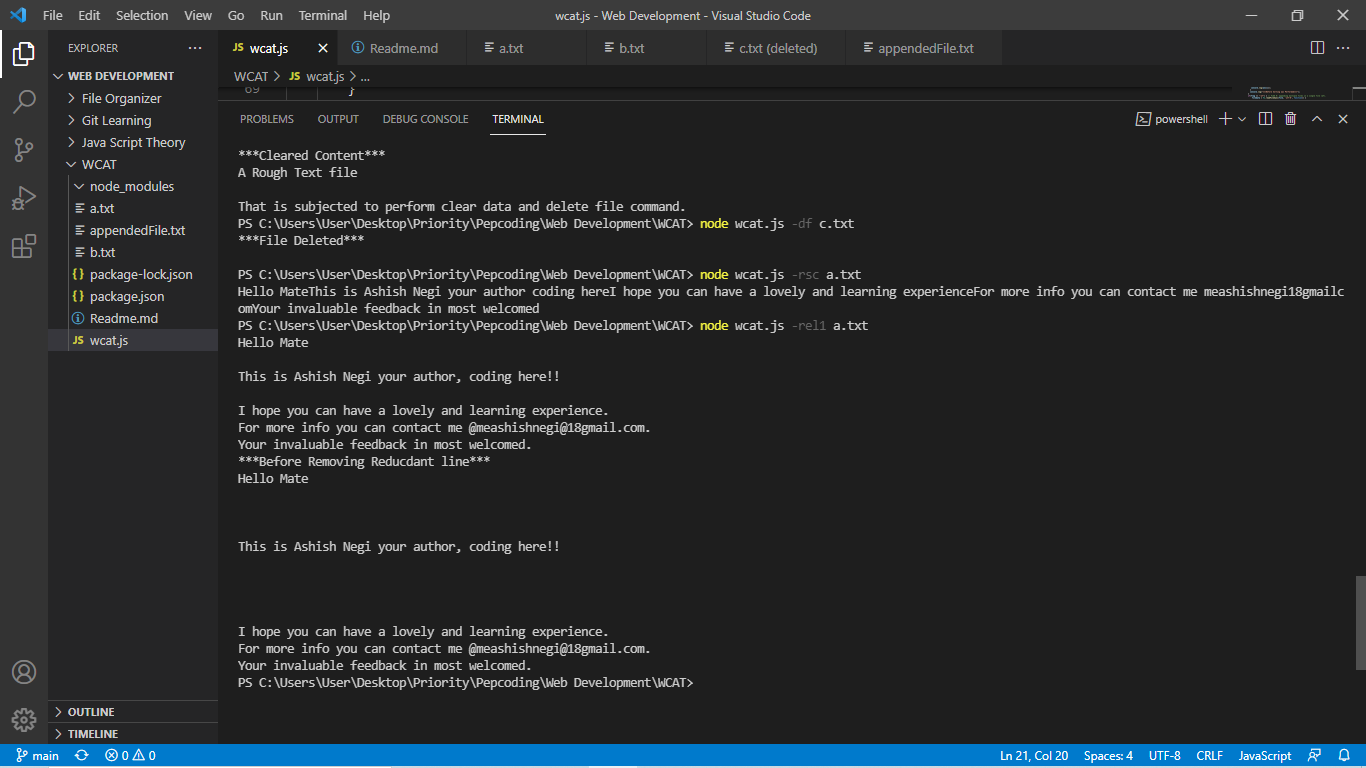 File Edit Selection View Go Run Terminal Help wcat.js - Web Development - Visual Studio Code
EXPLORER
WEB DEVELOPMENT
File Organizer
Git Learning
Java Script Theory
WCAT
node_modules
a.txt
appendedFile.txt
b.txt
package-lock.json
package.json
Readme.md
JS wcat.js
OUTLINE
TIMELINE
JS wcat.js Readme.md a.txt b.txt c.txt (deleted) appendedFile.txt
WCAT > JS wcat.js > ...
69 }
PROBLEMS OUTPUT DEBUG CONSOLE TERMINAL powershell
***Cleared Content***
A Rough Text file
That is subjected to perform clear data and delete file command.
PS C:\Users\User\Desktop\Priority\Pepcoding\Web Development\WCAT> node wcat.js -df c.txt
***File Deleted***
PS C:\Users\User\Desktop\Priority\Pepcoding\Web Development\WCAT> node wcat.js -rsc a.txt
Hello MateThis is Ashish Negi your author coding hereI hope you can have a lovely and learning experienceFor more info you can contact me meashishnegi18gmailc
omYour invaluable feedback in most welcomed
PS C:\Users\User\Desktop\Priority\Pepcoding\Web Development\WCAT> node wcat.js -rel1 a.txt
Hello Mate
This is Ashish Negi your author, coding here!!
I hope you can have a lovely and learning experience.
For more info you can contact me @meashishnegi@18gmail.com.
Your invaluable feedback in most welcomed.
***Before Removing Reducdant line***
Hello Mate
This is Ashish Negi your author, coding here!!
I hope you can have a lovely and learning experience.
For more info you can contact me @meashishnegi@18gmail.com.
Your invaluable feedback in most welcomed.
PS C:\Users\User\Desktop\Priority\Pepcoding\Web Development\WCAT>
main 0 0 Ln 21, Col 20 Spaces: 4 UTF-8 CRLF JavaScript